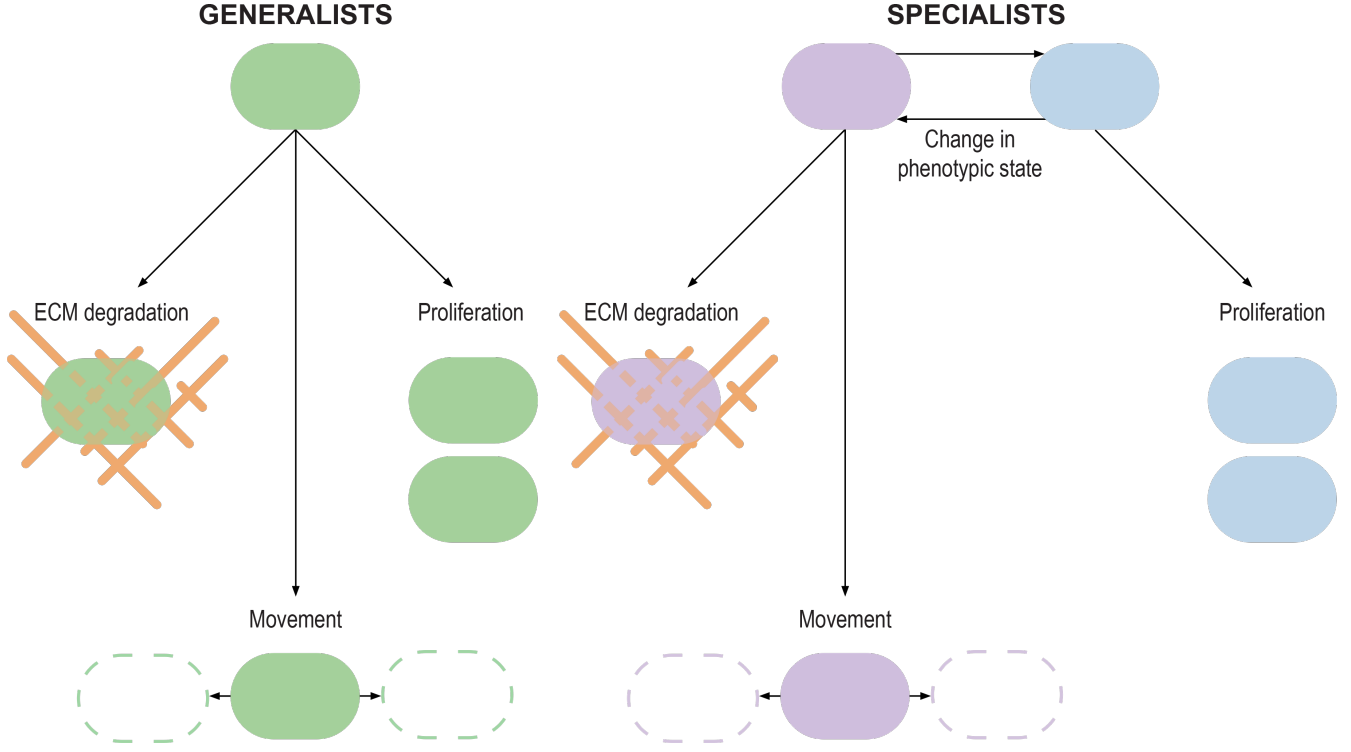 GENERALISTS
SPECIALISTS
Change in
phenotypic state
ECM degradation
Proliferation
ECM degradation
Proliferation
Movement
Movement